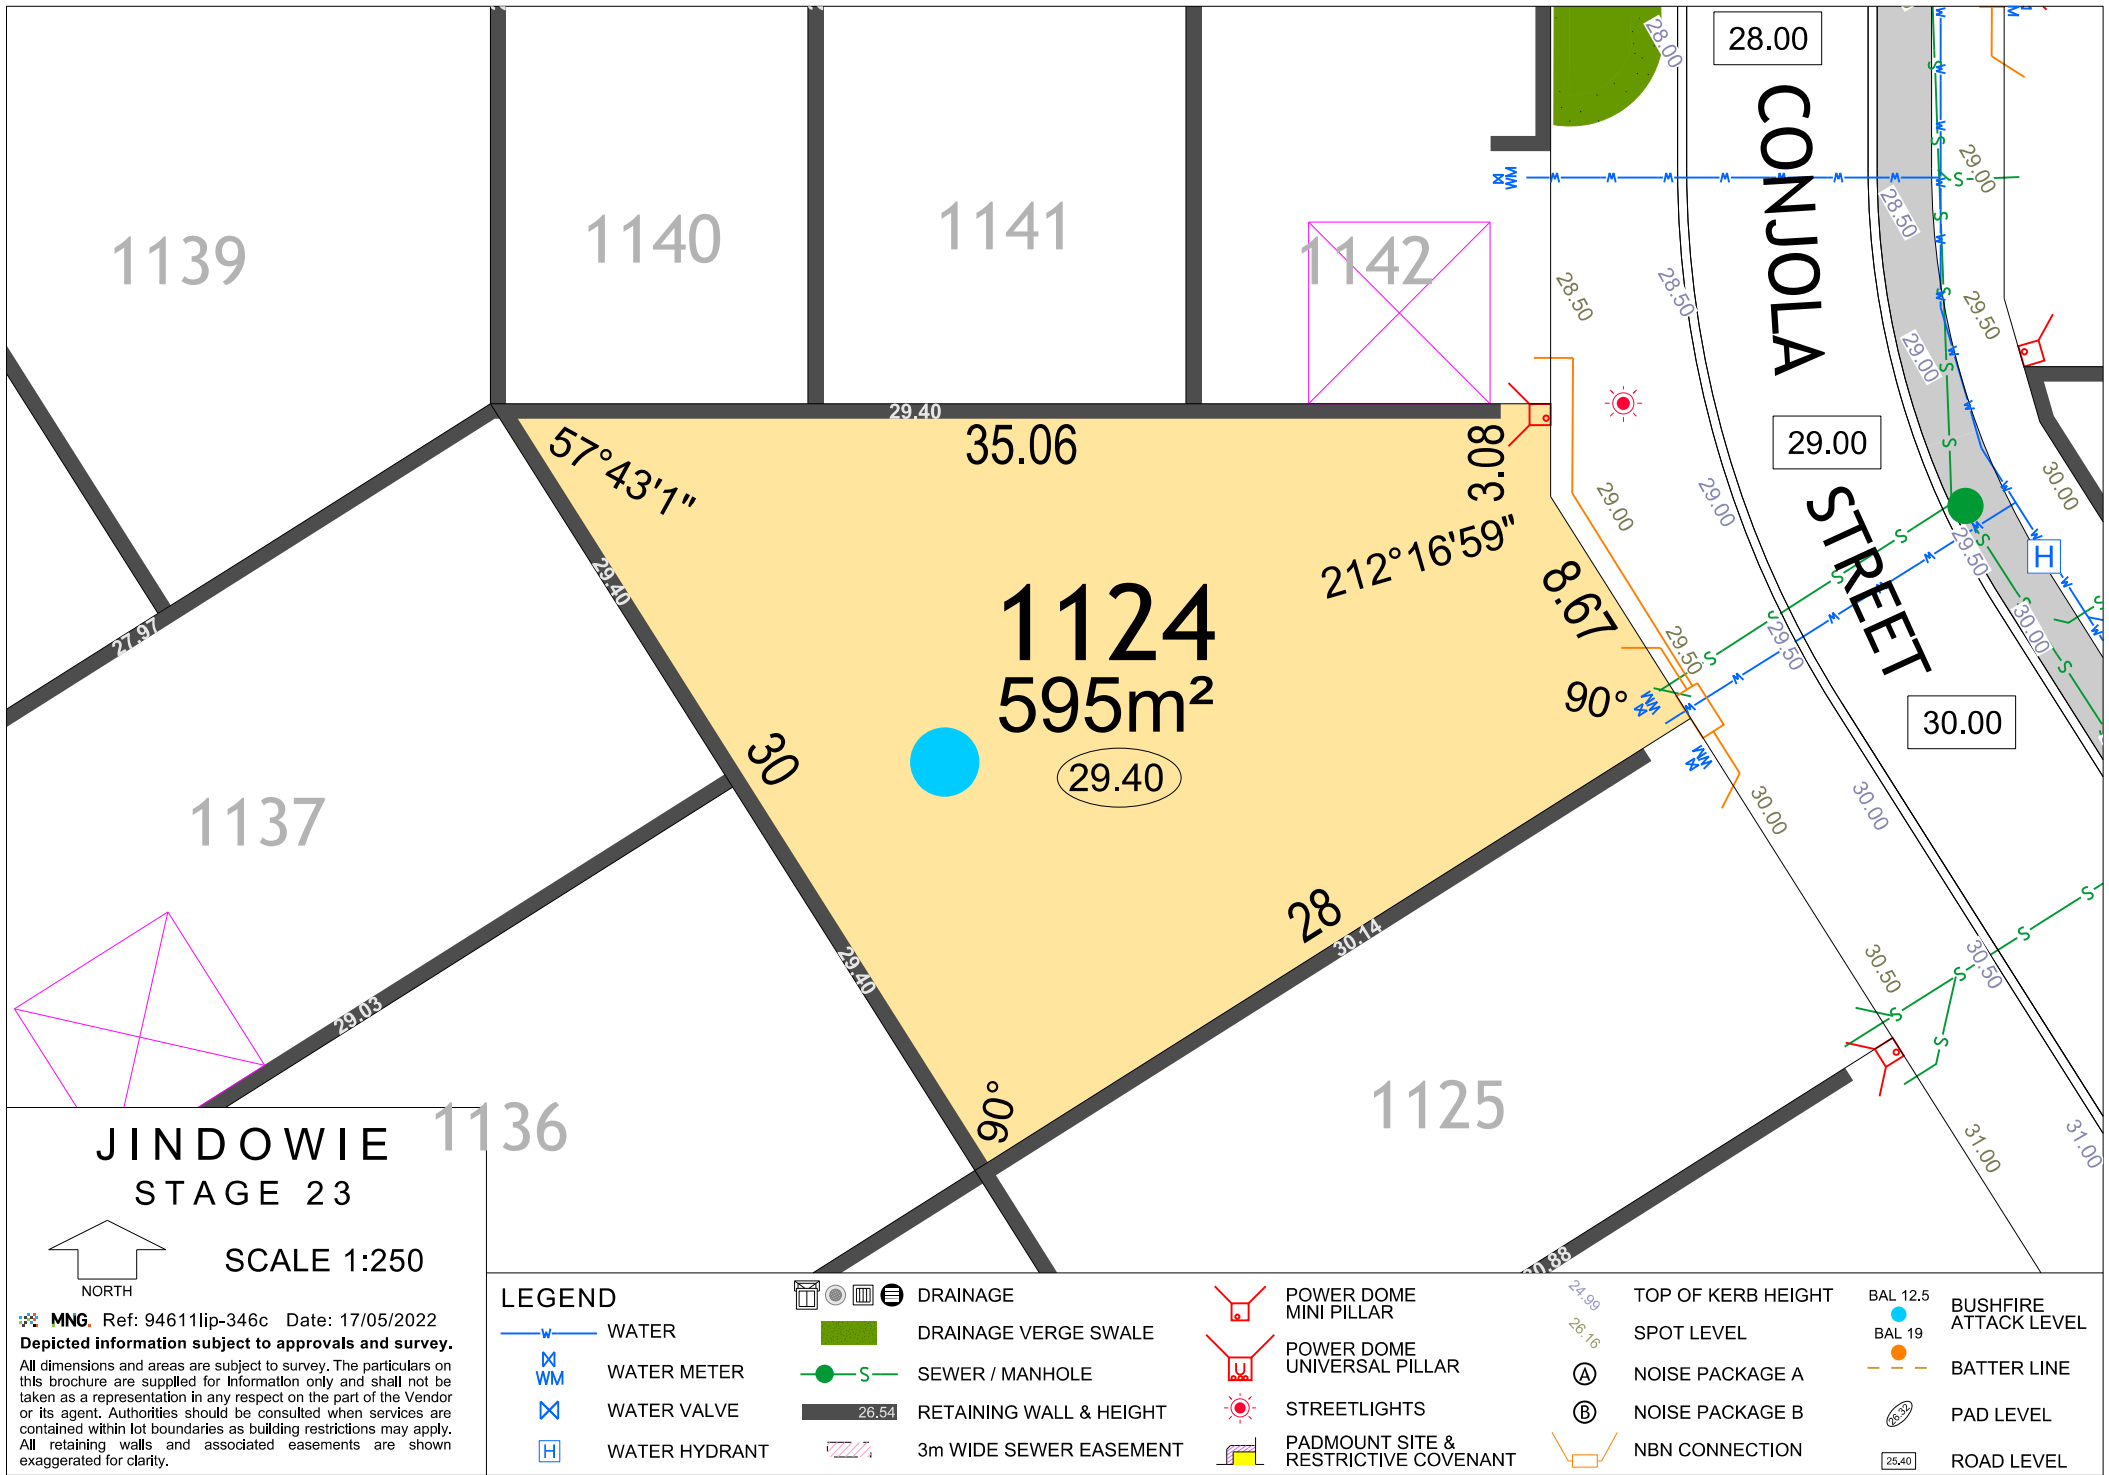 28.00
CONJOLA
STREET
29.00
30.00
28.00
28.50
28.50
29.00
29.00
29.50
29.50
30.00
30.00
30.50
30.50
31.00
31.00
29.00
28.50
29.50
29.00
30.00
29.50
30.00
WM
WM
WM
H
1139
1140
1141
1142
29.40
35.06
3.08
57°43'1"
212°16'59"
8.67
90°
1124
595m²
29.40
30
28
90°
29.40
29.40
30.14
27.97
29.03
1137
1136
1125
JINDOWIE
STAGE 23
SCALE 1:250
NORTH
MNG. Ref: 94611lip-346c Date: 17/05/2022
Depicted information subject to approvals and survey.
All dimensions and areas are subject to survey. The particulars on
this brochure are supplied for information only and shall not be
taken as a representation in any respect on the part of the Vendor
or its agent. Authorities should be consulted when services are
contained within lot boundaries as building restrictions may apply.
All retaining walls and associated easements are shown
exaggerated for clarity.
LEGEND
W WATER
WM WATER METER
WATER VALVE
H WATER HYDRANT
DRAINAGE
DRAINAGE VERGE SWALE
S SEWER / MANHOLE
26.54 RETAINING WALL & HEIGHT
3m WIDE SEWER EASEMENT
POWER DOME
MINI PILLAR
POWER DOME
UNIVERSAL PILLAR
STREETLIGHTS
PADMOUNT SITE &
RESTRICTIVE COVENANT
24.99 TOP OF KERB HEIGHT
26.16 SPOT LEVEL
A NOISE PACKAGE A
B NOISE PACKAGE B
NBN CONNECTION
BAL 12.5
BAL 19
BUSHFIRE
ATTACK LEVEL
BATTER LINE
26.32 PAD LEVEL
25.40 ROAD LEVEL